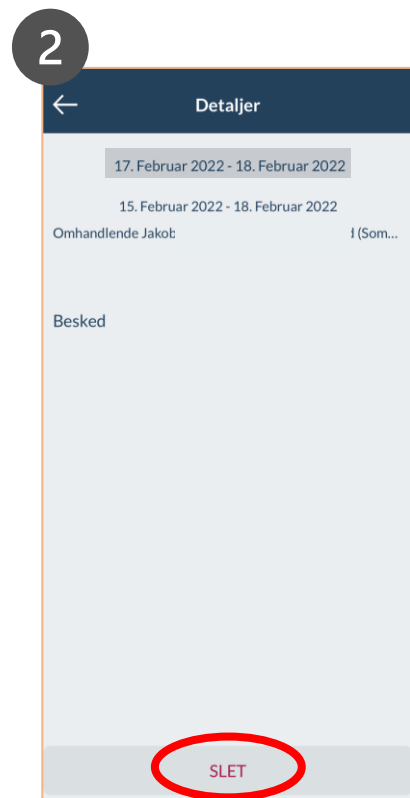 2
Detaljer
17. Februar 2022 - 18. Februar 2022
15. Februar 2022 - 18. Februar 2022
Omhandlende Jakob (Som...
Besked
SLET